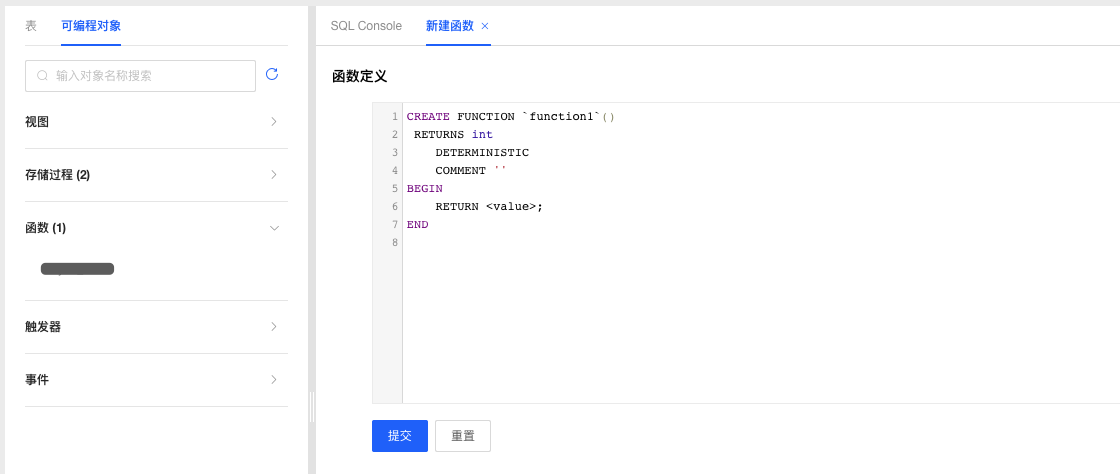 表 可编程对象
输入对象名称搜索
视图
存储过程 (2)
函数 (1)
触发器
事件
SQL Console 新建函数 ×
函数定义
1 CREATE FUNCTION `function1`()
2 RETURNS int
3 DETERMINISTIC
4 COMMENT ''
5 BEGIN
6 RETURN <value>;
7 END
8
提交 重置